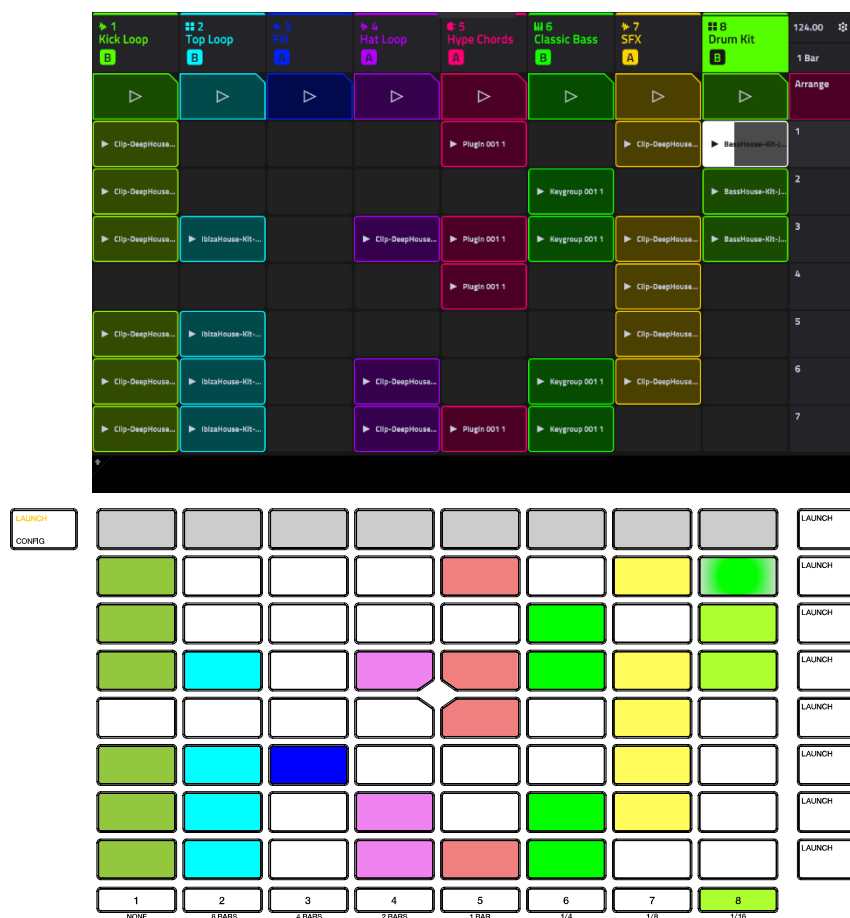 1 2 3 4 5 6 7 8 124.00
Kick Loop Top Loop Fill Hat Loop Hype Chords Classic Bass SFX Drum Kit
B B A A A B A B 1 Bar
Arrange
Clip-DeepHouse... Plugin 001 1 Clip-DeepHouse... BassHouse-Kit-J... 1
Clip-DeepHouse... Keygroup 001 1 BassHouse-Kit-J... 2
Clip-DeepHouse... IbizaHouse-Kit-... Clip-DeepHouse... Plugin 001 1 Keygroup 001 1 Clip-DeepHouse... BassHouse-Kit-J... 3
Plugin 001 1 Clip-DeepHouse... 4
Clip-DeepHouse... IbizaHouse-Kit-... Clip-DeepHouse... 5
Clip-DeepHouse... IbizaHouse-Kit-... Clip-DeepHouse... Keygroup 001 1 Clip-DeepHouse... 6
Clip-DeepHouse... IbizaHouse-Kit-... Clip-DeepHouse... Plugin 001 1 Keygroup 001 1 7
LAUNCH LAUNCH
CONFIG
LAUNCH
LAUNCH
LAUNCH
LAUNCH
LAUNCH
LAUNCH
LAUNCH
1 2 3 4 5 6 7 8
NONE 8 BARS 4 BARS 2 BARS 1 BAR 1/4 1/8 1/16